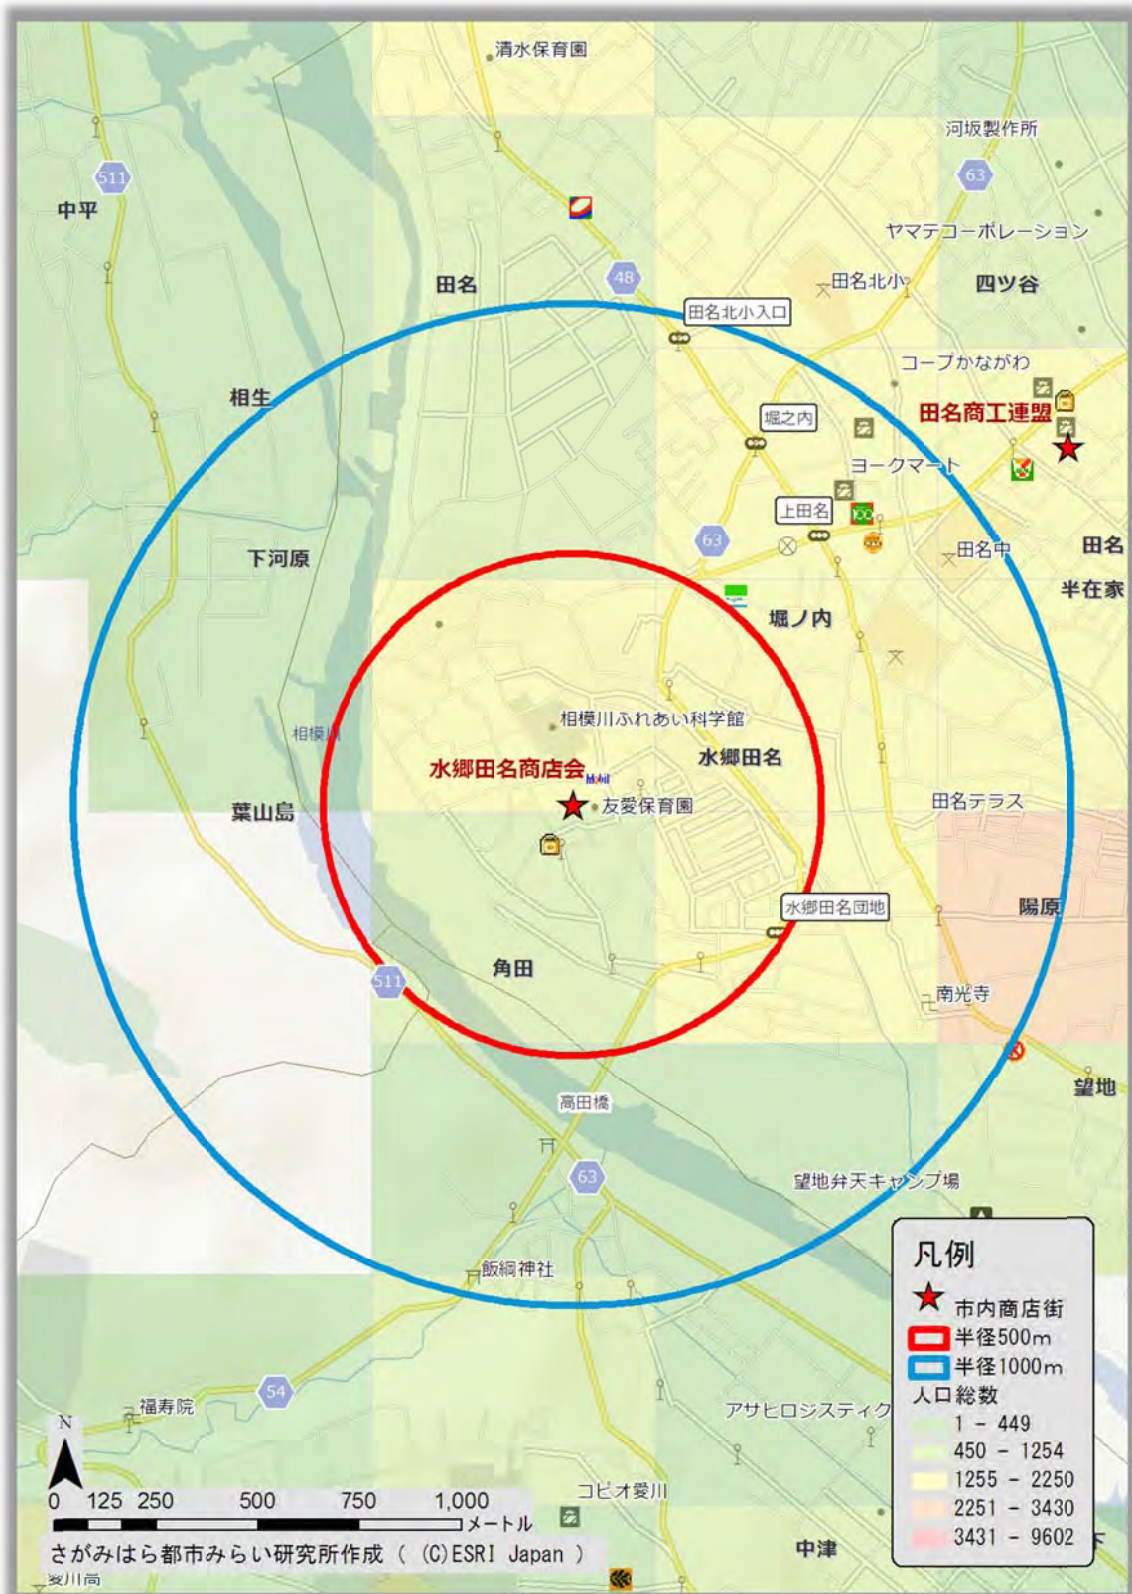 清水保育園
河坂製作所
511
63
中平
ヤマテコーポレーション
田名
48
田名北小
四ツ谷
田名北小入口
コープかながわ
相生
田名商工連盟
堀之内
ヨークマート
上田名
100
63
田名中
田名
下河原
半在家
堀ノ内
相模川ふれあい科学館
相模川
水郷田名
水郷田名商店会
Mobil
友愛保育園
田名テラス
葉山島
水郷田名団地
陽原
角田
511
南光寺
高田橋
望地
63
望地弁天キャンプ場
飯綱神社
凡例
市内商店街
半径500m
半径1000m
人口総数
1 - 449
450 - 1254
1255 - 2250
2251 - 3430
3431 - 9602
54
福寿院
アサヒロジスティク
N
0 125 250 500 750 1,000
メートル
コピオ愛川
さがみはら都市みらい研究所作成 ( (C)ESRI Japan )
中津
下
愛川高